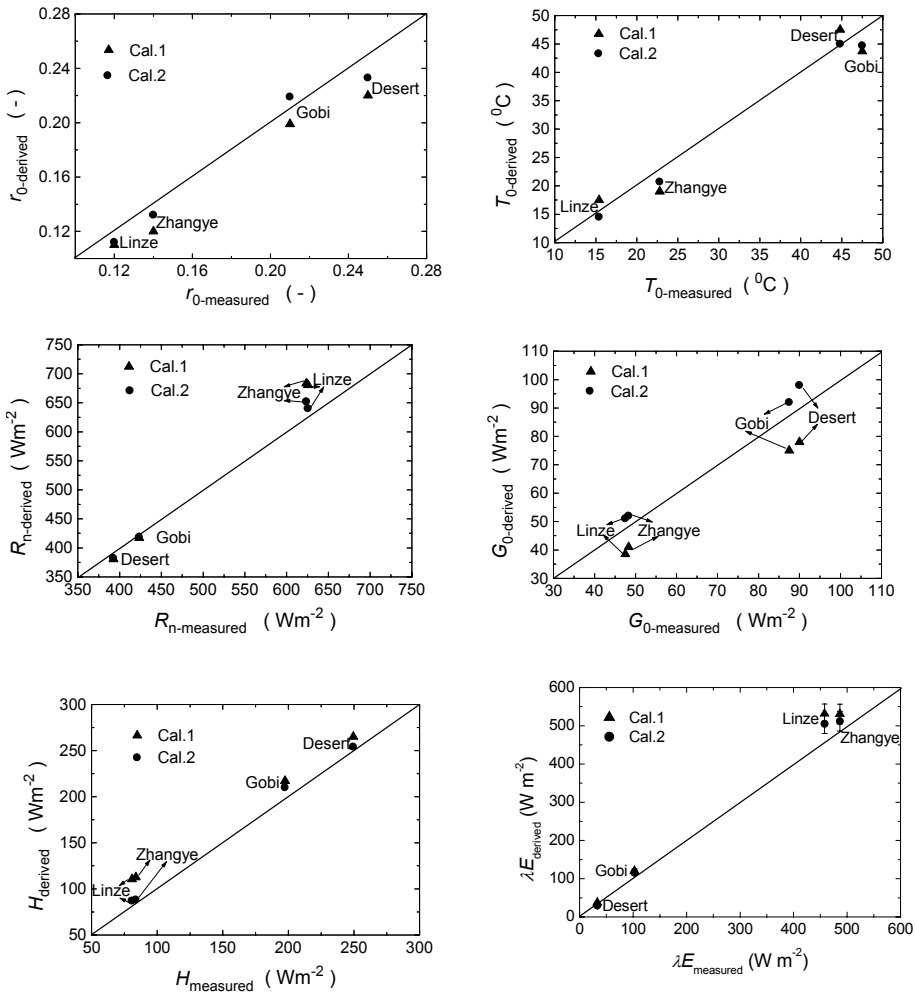 0.28
0.24
0.20
0.16
0.12
r0-derived ( - )
Cal.1
Cal.2
Desert
Gobi
Zhangye
Linze
0.12 0.16 0.20 0.24 0.28
r0-measured ( - )
50
45
40
35
30
25
20
15
10
T0-derived ( ⁰C)
Cal.1
Cal.2
Desert
Gobi
Linze
Zhangye
10 15 20 25 30 35 40 45 50
T0-measured ( ⁰C)
750
700
650
600
550
500
450
400
350
Rn-derived ( Wm⁻²)
Cal.1
Cal.2
Zhangye
Linze
Gobi
Desert
350 400 450 500 550 600 650 700 750
Rn-measured ( Wm⁻²)
110
100
90
80
70
60
50
40
30
G0-derived ( Wm⁻²)
Cal.1
Cal.2
Gobi
Desert
Linze
Zhangye
30 40 50 60 70 80 90 100 110
G0-measured ( Wm⁻²)
300
250
200
150
100
50
Hderived ( Wm⁻²)
Cal.1
Cal.2
Desert
Gobi
Zhangye
Linze
50 100 150 200 250 300
Hmeasured ( Wm⁻²)
600
500
400
300
200
100
0
λEderived (W m⁻²)
Cal.1
Cal.2
Linze
Zhangye
Gobi
Desert
0 100 200 300 400 500 600
λEmeasured (W m⁻²)